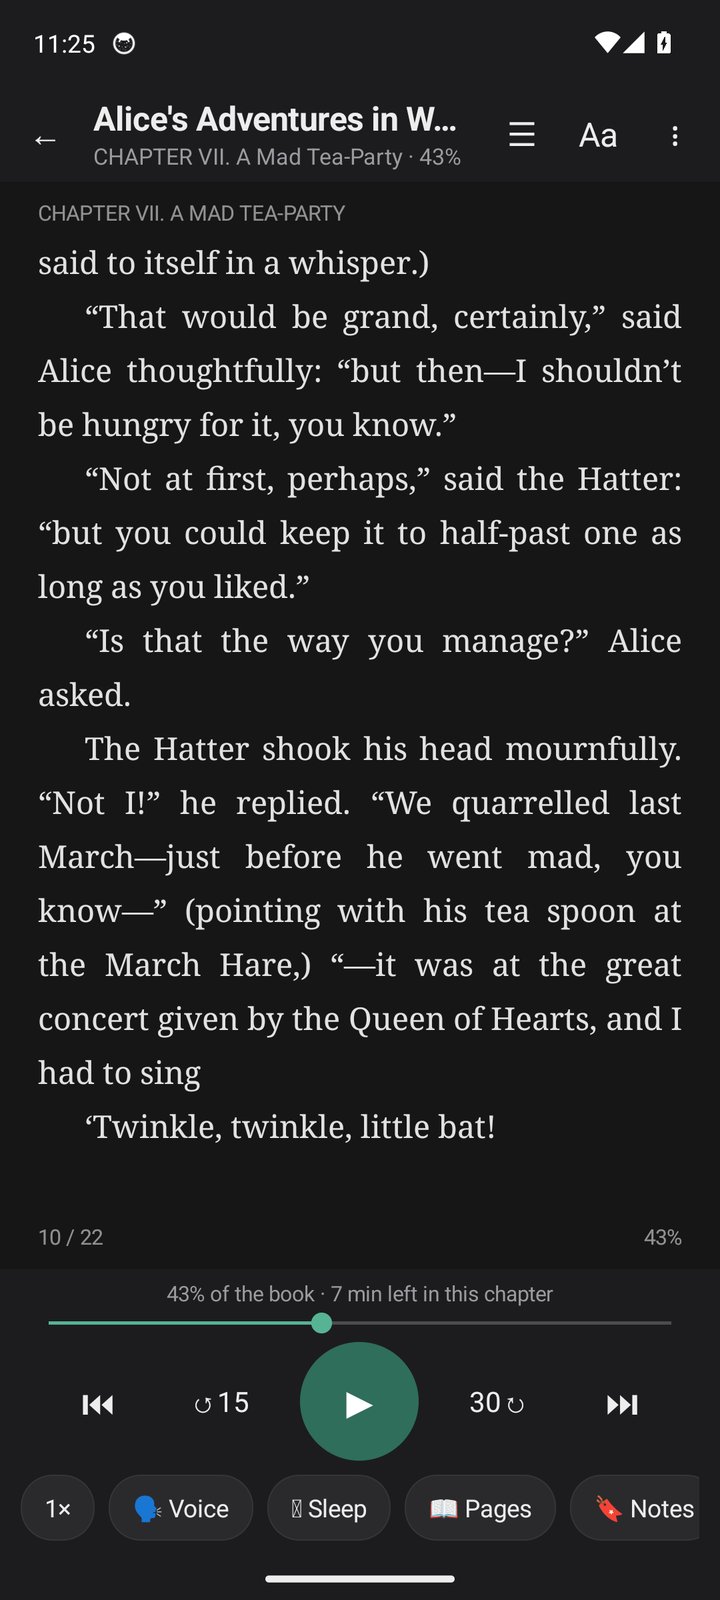 11:25
Alice's Adventures in W...
CHAPTER VII. A Mad Tea-Party · 43%
Aa
CHAPTER VII. A MAD TEA-PARTY
said to itself in a whisper.)
“That would be grand, certainly,” said
Alice thoughtfully: “but then—I shouldn’t
be hungry for it, you know.”
“Not at first, perhaps,” said the Hatter:
“but you could keep it to half-past one as
long as you liked.”
“Is that the way you manage?” Alice
asked.
The Hatter shook his head mournfully.
“Not I!” he replied. “We quarrelled last
March—just before he went mad, you
know—” (pointing with his tea spoon at
the March Hare,) “—it was at the great
concert given by the Queen of Hearts, and I
had to sing
‘Twinkle, twinkle, little bat!
10 / 22 43%
43% of the book · 7 min left in this chapter
15 30
1× Voice Sleep Pages Notes